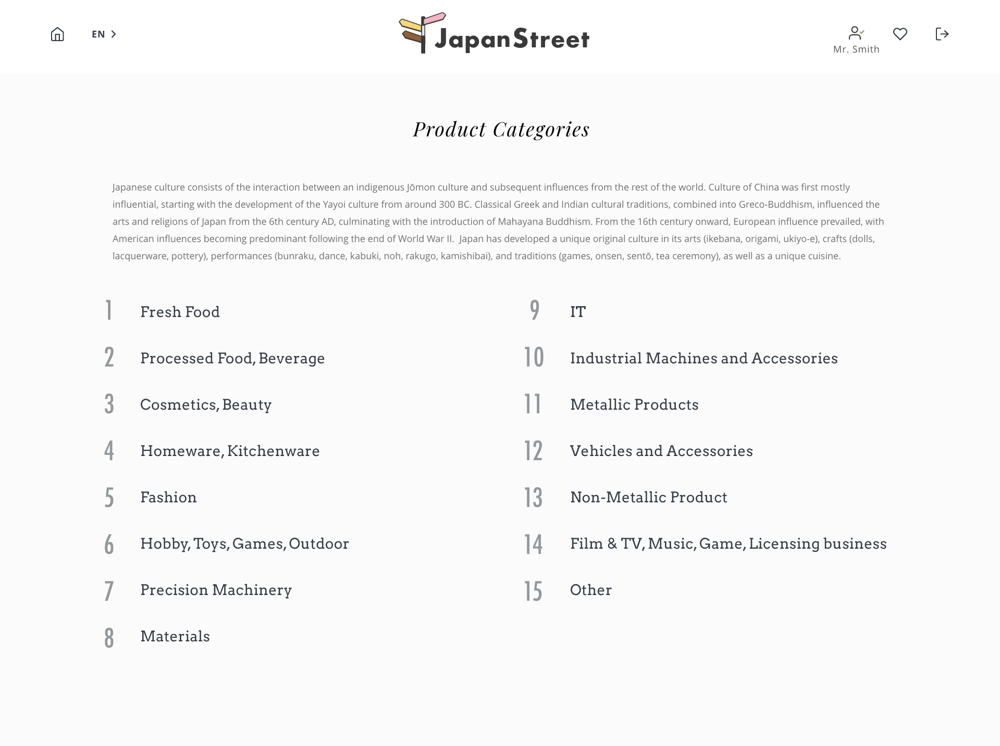 EN
JapanStreet
Mr. Smith
Product Categories
Japanese culture consists of the interaction between an indigenous Jōmon culture and subsequent influences from the rest of the world. Culture of China was first mostly
influential, starting with the development of the Yayoi culture from around 300 BC. Classical Greek and Indian cultural traditions, combined into Greco-Buddhism, influenced the
arts and religions of Japan from the 6th century AD, culminating with the introduction of Mahayana Buddhism. From the 16th century onward, European influence prevailed, with
American influences becoming predominant following the end of World War II.  Japan has developed a unique original culture in its arts (ikebana, origami, ukiyo-e), crafts (dolls,
lacquerware, pottery), performances (bunraku, dance, kabuki, noh, rakugo, kamishibai), and traditions (games, onsen, sentō, tea ceremony), as well as a unique cuisine.
1 Fresh Food
2 Processed Food, Beverage
3 Cosmetics, Beauty
4 Homeware, Kitchenware
5 Fashion
6 Hobby, Toys, Games, Outdoor
7 Precision Machinery
8 Materials
9 IT
10 Industrial Machines and Accessories
11 Metallic Products
12 Vehicles and Accessories
13 Non-Metallic Product
14 Film & TV, Music, Game, Licensing business
15 Other